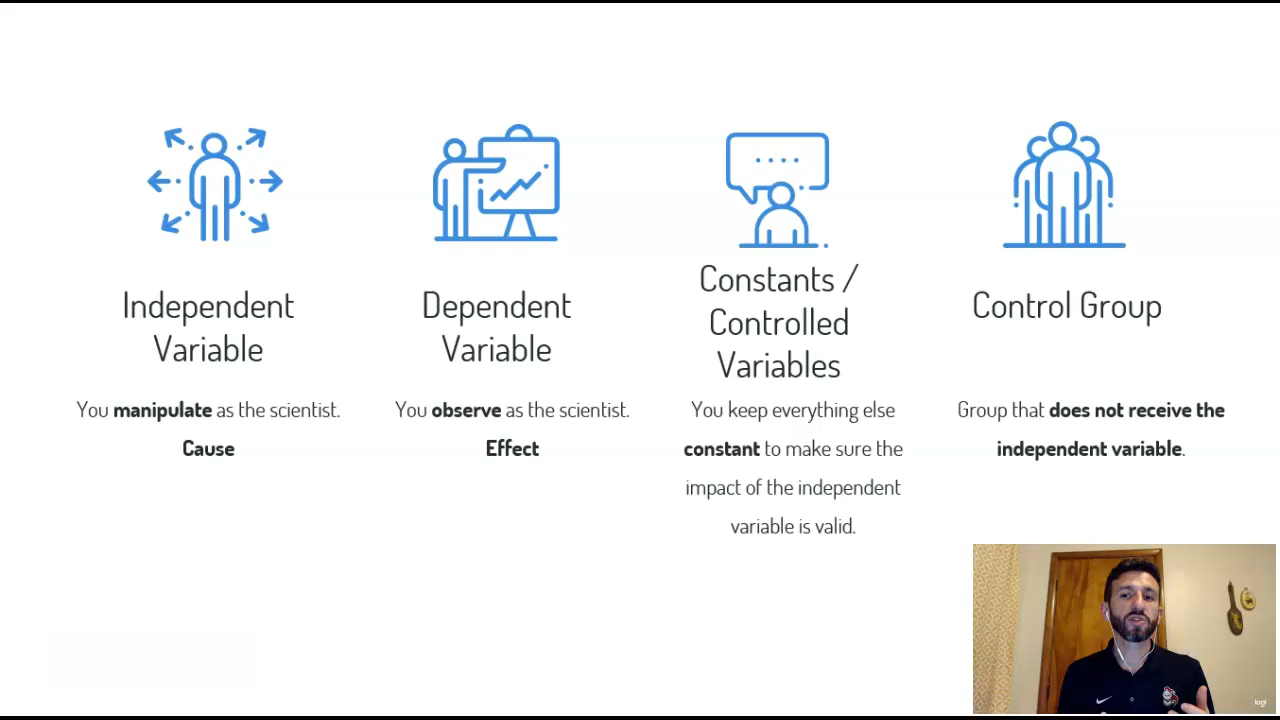 Independent
Variable
You manipulate as the scientist.
Cause
Dependent
Variable
You observe as the scientist.
Effect
Constants /
Controlled
Variables
You keep everything else
constant to make sure the
impact of the independent
variable is valid.
Control Group
Group that does not receive the
independent variable.
logi